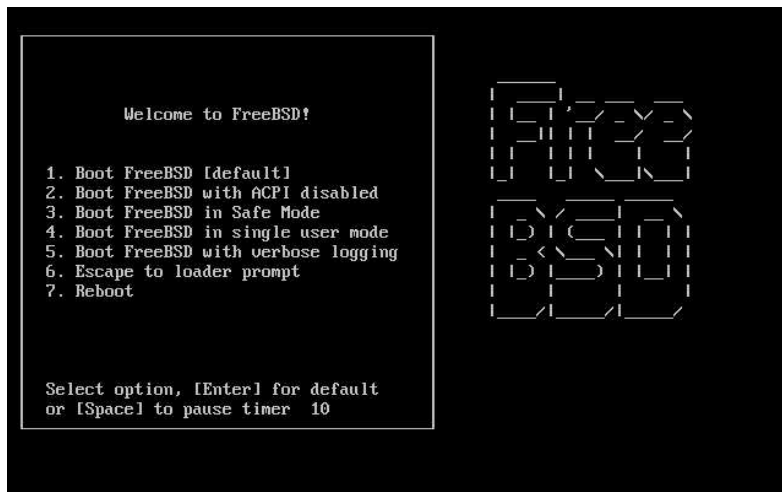 Welcome to FreeBSD!
1. Boot FreeBSD [default]
2. Boot FreeBSD with ACPI disabled
3. Boot FreeBSD in Safe Mode
4. Boot FreeBSD in single user mode
5. Boot FreeBSD with verbose logging
6. Escape to loader prompt
7. Reboot
Select option, [Enter] for default
or [Space] to pause timer  10
Free
BSD